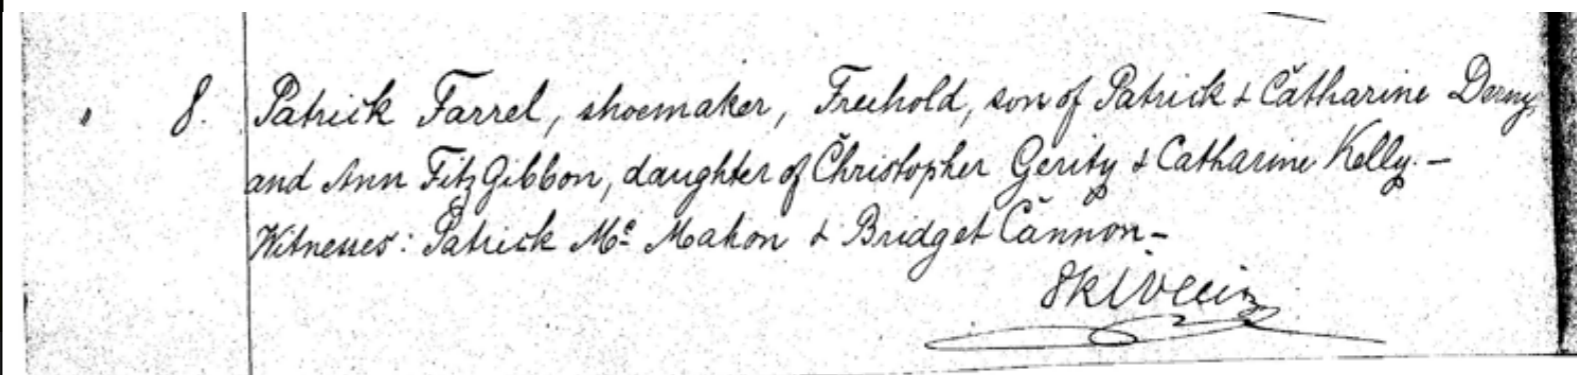 " 8. Patrick Farrel, shoemaker, Freehold, son of Patrick & Catharine Derny,
and Ann FitzGibbon, daughter of Christopher Gerity & Catharine Kelly. –
Witnesses: Patrick Mc Mahon & Bridget Cannon –